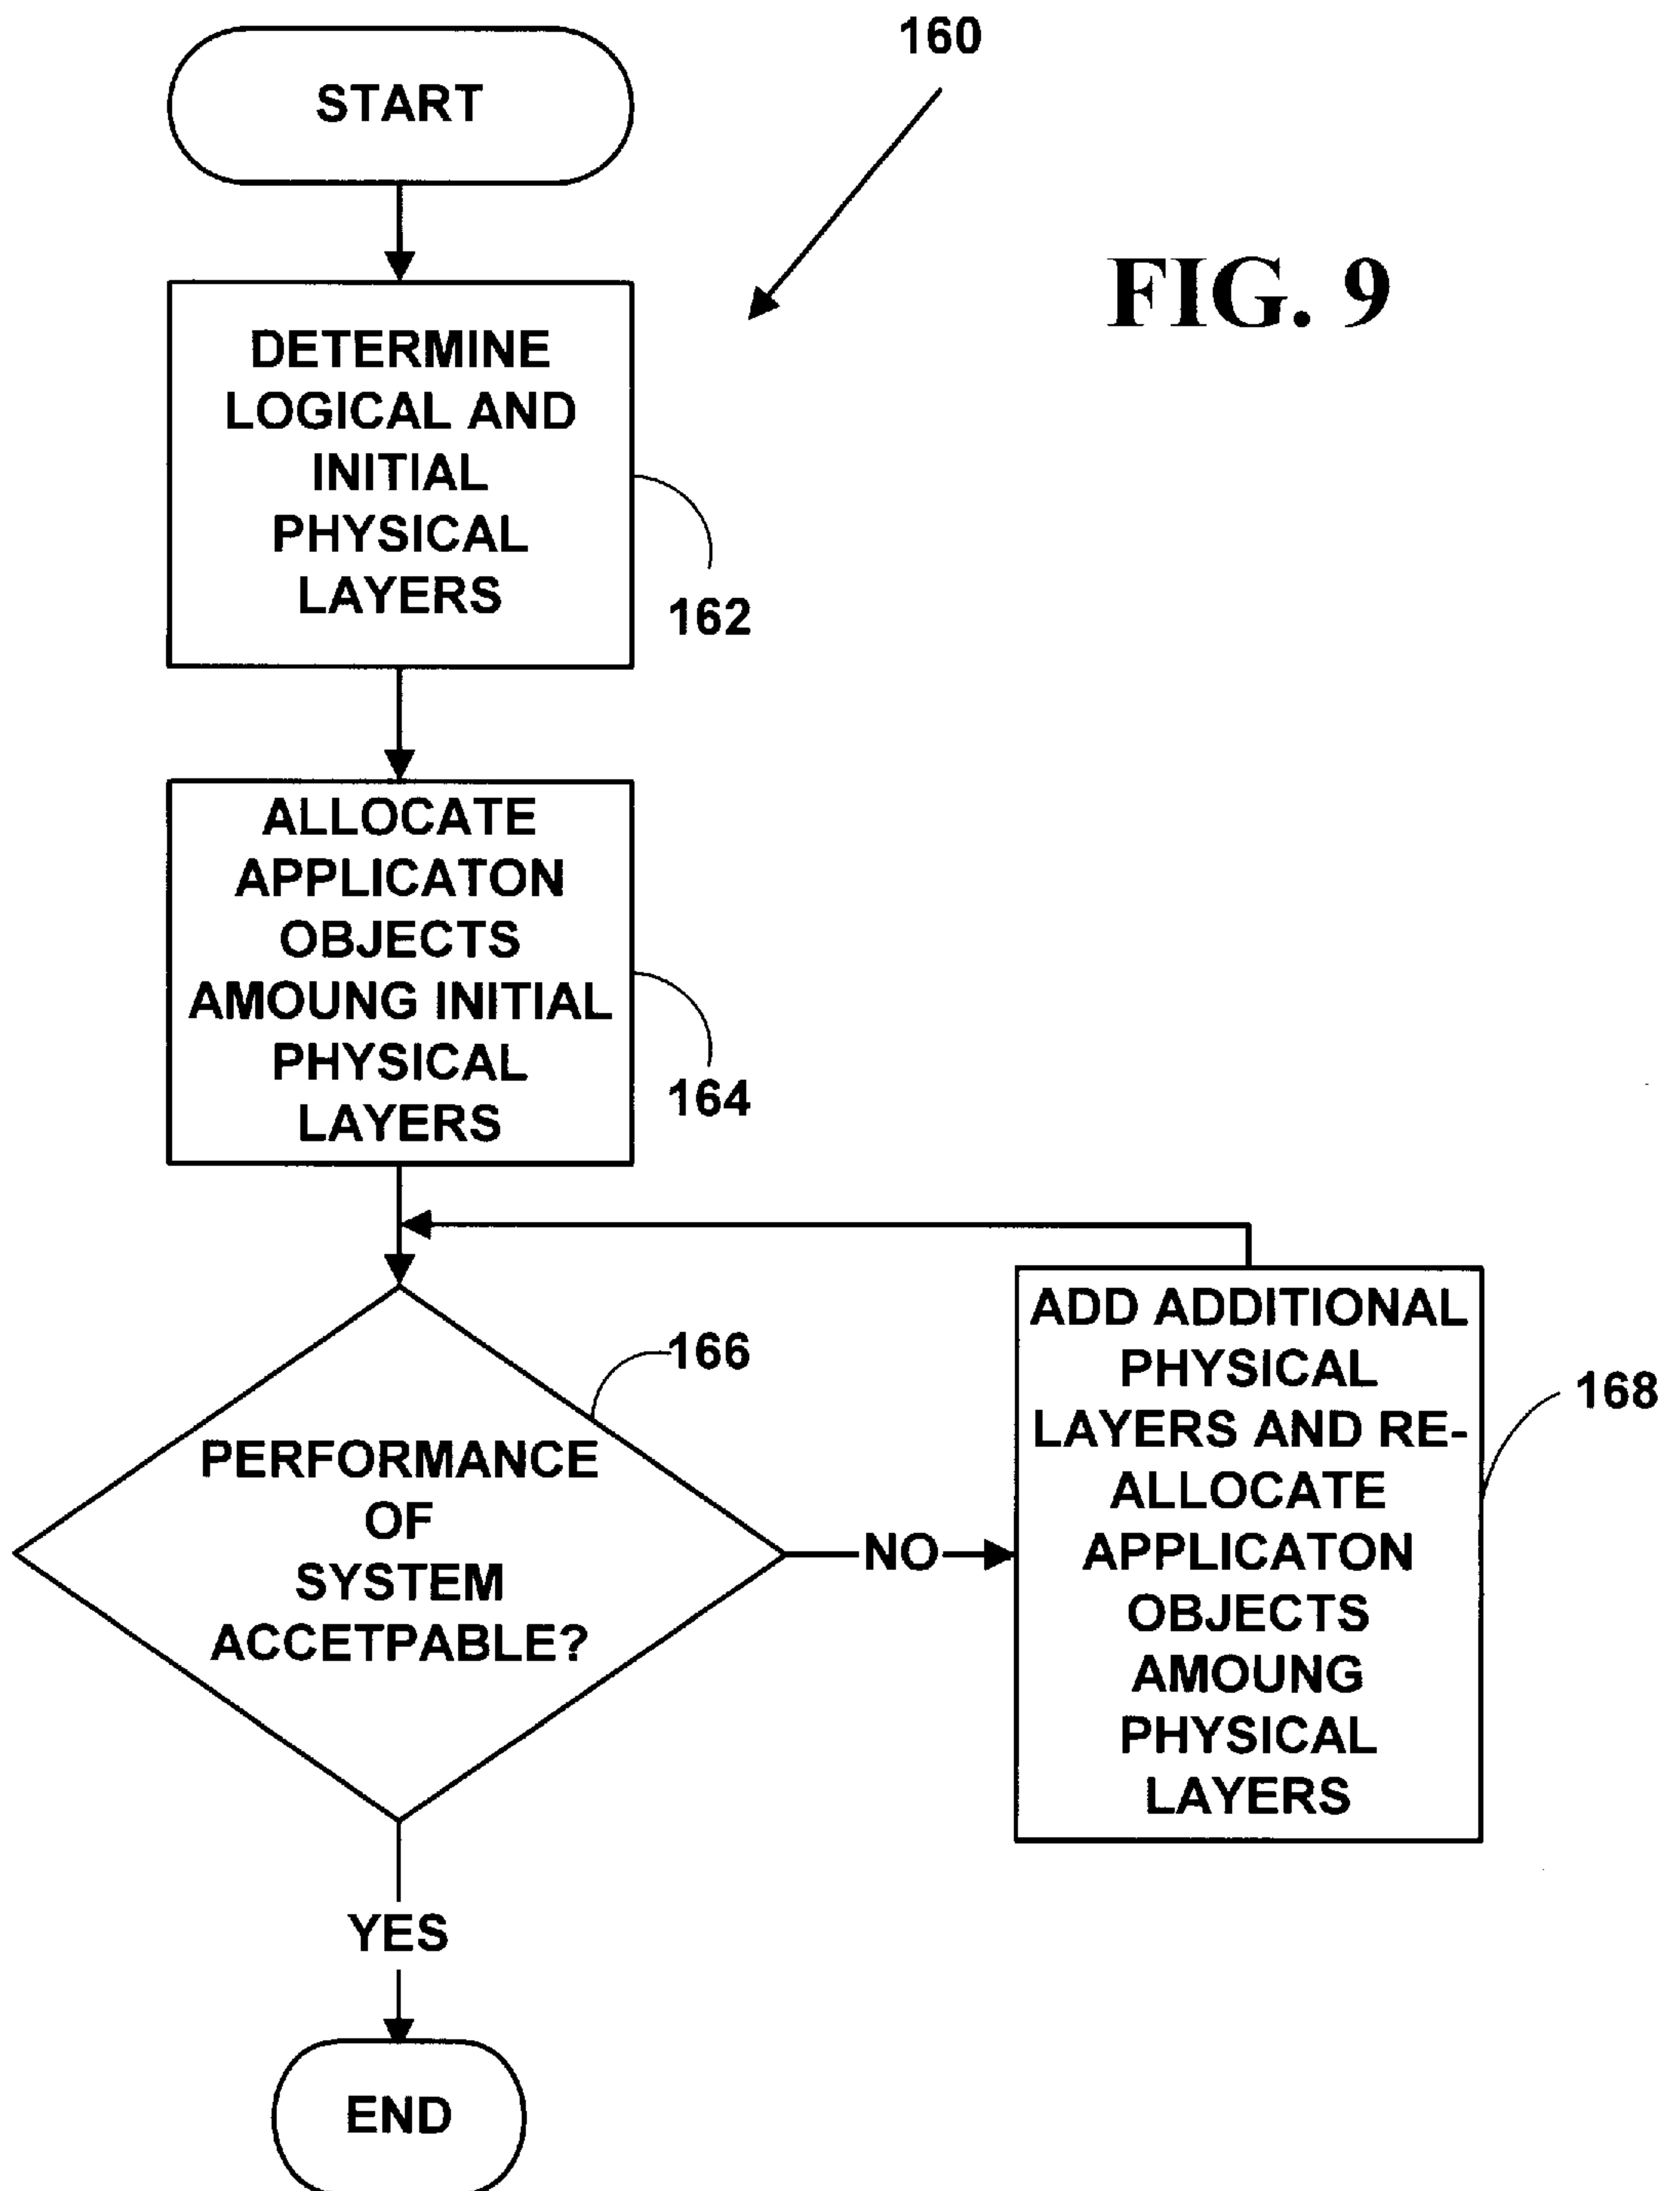 160
START
FIG. 9
DETERMINE
LOGICAL AND
INITIAL
PHYSICAL
LAYERS
162
ALLOCATE
APPLICATON
OBJECTS
AMOUNG INITIAL
PHYSICAL
LAYERS
164
166
PERFORMANCE
OF
SYSTEM
ACCETPABLE?
NO
ADD ADDITIONAL
PHYSICAL
LAYERS AND RE-
ALLOCATE
APPLICATON
OBJECTS
AMOUNG
PHYSICAL
LAYERS
168
YES
END